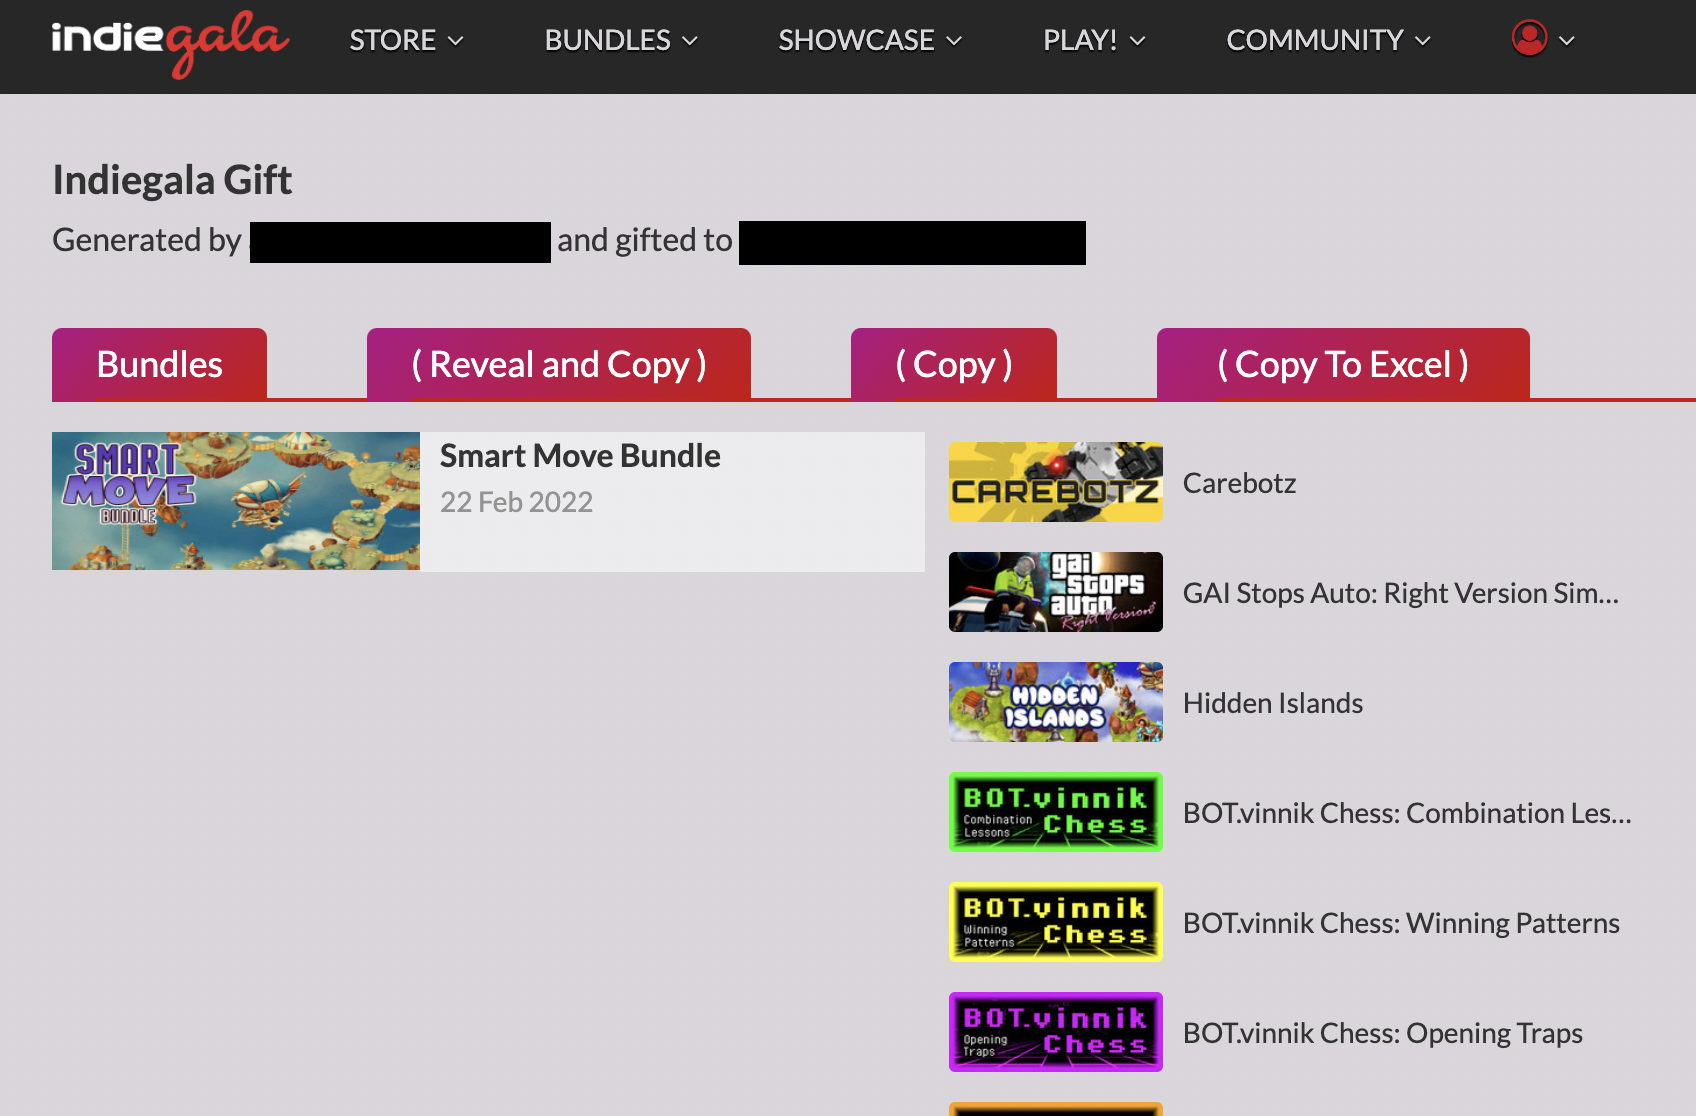 indiegala
STORE
BUNDLES
SHOWCASE
PLAY!
COMMUNITY
Indiegala Gift
Generated by
and gifted to
Bundles
( Reveal and Copy )
( Copy )
( Copy To Excel )
SMART
MOVE
BUNDLE
Smart Move Bundle
22 Feb 2022
CAREBOTZ
Carebotz
gai
stops
auto
Right Version
GAI Stops Auto: Right Version Sim...
HIDDEN
ISLANDS
Hidden Islands
BOT.vinnik
Combination
Lessons
Chess
BOT.vinnik Chess: Combination Les...
BOT.vinnik
Winning
Patterns
Chess
BOT.vinnik Chess: Winning Patterns
BOT.vinnik
Opening
Traps
Chess
BOT.vinnik Chess: Opening Traps